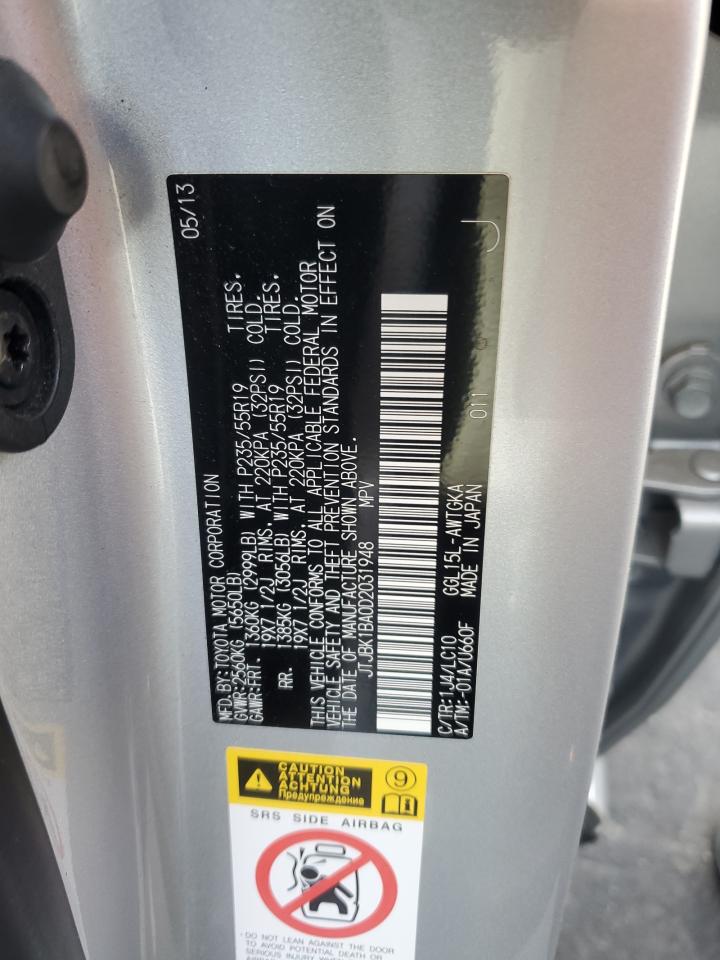 MFD.BY:TOYOTA MOTOR CORPORATION 05/13
GVWR:2560KG (5650LB)
GAWR:FRT. 1360KG (2999LB) WITH P235/55R19 TIRES.
19X7 1/2J RIMS. AT 220KPA (32PSI) COLD.
RR. 1385KG (3056LB) WITH P235/55R19 TIRES.
19X7 1/2J RIMS. AT 220KPA (32PSI) COLD.
THIS VEHICLE CONFORMS TO ALL APPLICABLE FEDERAL MOTOR
VEHICLE SAFETY AND THEFT PREVENTION STANDARDS IN EFFECT ON
THE DATE OF MANUFACTURE SHOWN ABOVE.
JTJBK1BA0D2031948 MPV
C/TR:1J4/LC10 GGL15L-AWTGKA
A/TM:-01A/U660F MADE IN JAPAN 011 J
CAUTION
ATTENTION
ACHTUNG
Предупреждение
9
SRS SIDE AIRBAG
· DO NOT LEAN AGAINST THE DOOR
TO AVOID POTENTIAL DEATH OR
SERIOUS INJURY WHEN